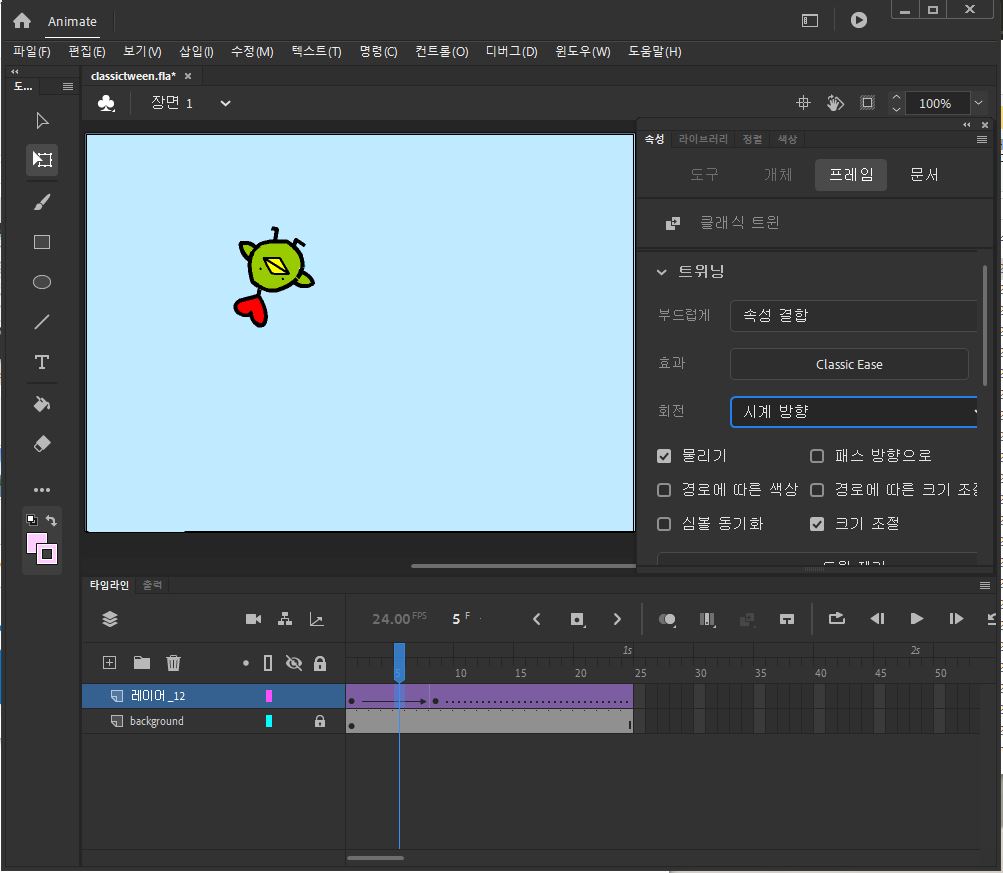 Animate
파일(F) 편집(E) 보기(V) 삽입(I) 수정(M) 텍스트(T) 명령(C) 컨트롤(O) 디버그(D) 윈도우(W) 도움말(H)
도...
classictween.fla*
장면 1
100%
속성 라이브러리 정렬 색상
도구 개체 프레임 문서
클래식 트윈
트위닝
부드럽게 속성 결합
효과 Classic Ease
회전 시계 방향
물리기 패스 방향으로
경로에 따른 색상 경로에 따른 크기 조절
심볼 동기화 크기 조절
T
타임라인 출력
24.00 FPS 5 F
1s 2s
5 10 15 20 25 30 35 40 45 50
레이어_12
background